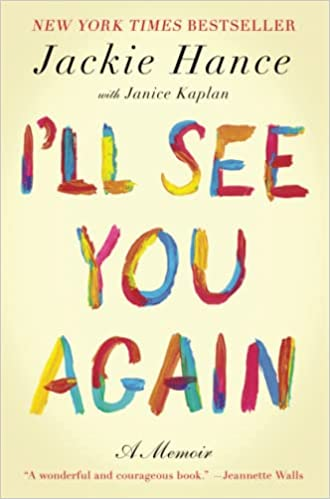 NEW YORK TIMES BESTSELLER
Jackie Hance
with Janice Kaplan
I'LL SEE
YOU
AGAIN
A Memoir
"A wonderful and courageous book." —Jeannette Walls